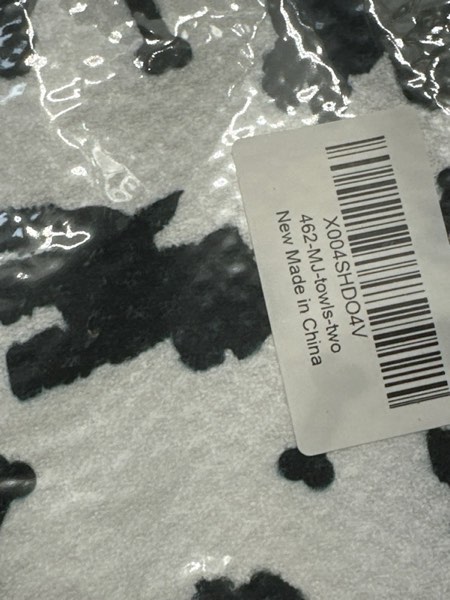 X004SHDO4V
462-MJ-towls-two
New Made in China